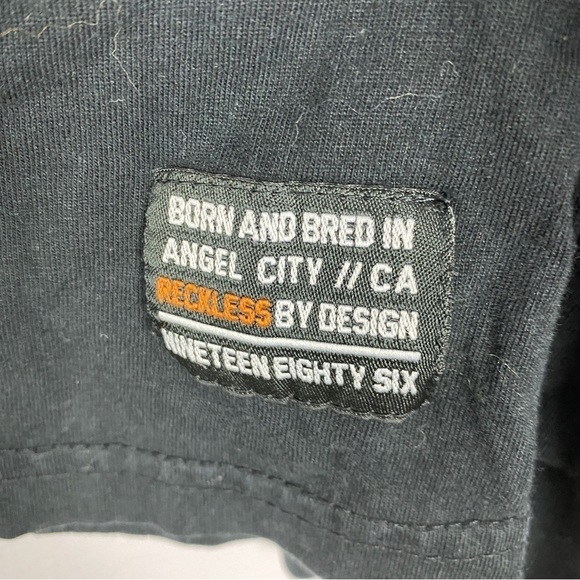 BORN AND BRED IN
ANGEL CITY // CA
RECKLESS BY DESIGN
NINETEEN EIGHTY SIX